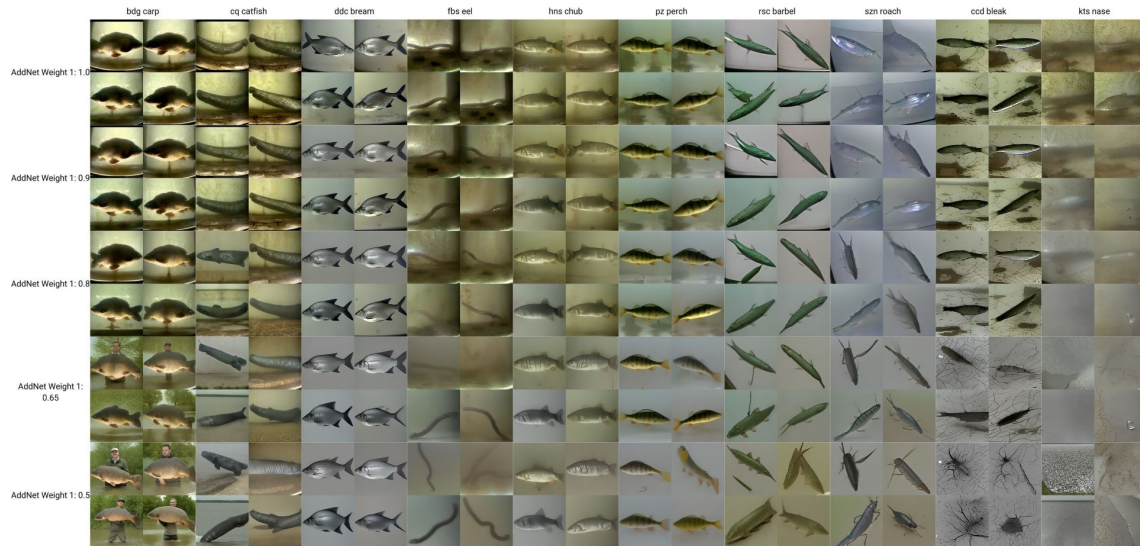 bdg carp cq catfish ddc bream fbs eel hns chub pz perch rsc barbel szn roach ccd bleak kts nase
AddNet Weight 1: 1.0
AddNet Weight 1: 0.9
AddNet Weight 1: 0.8
AddNet Weight 1:
0.65
AddNet Weight 1: 0.5